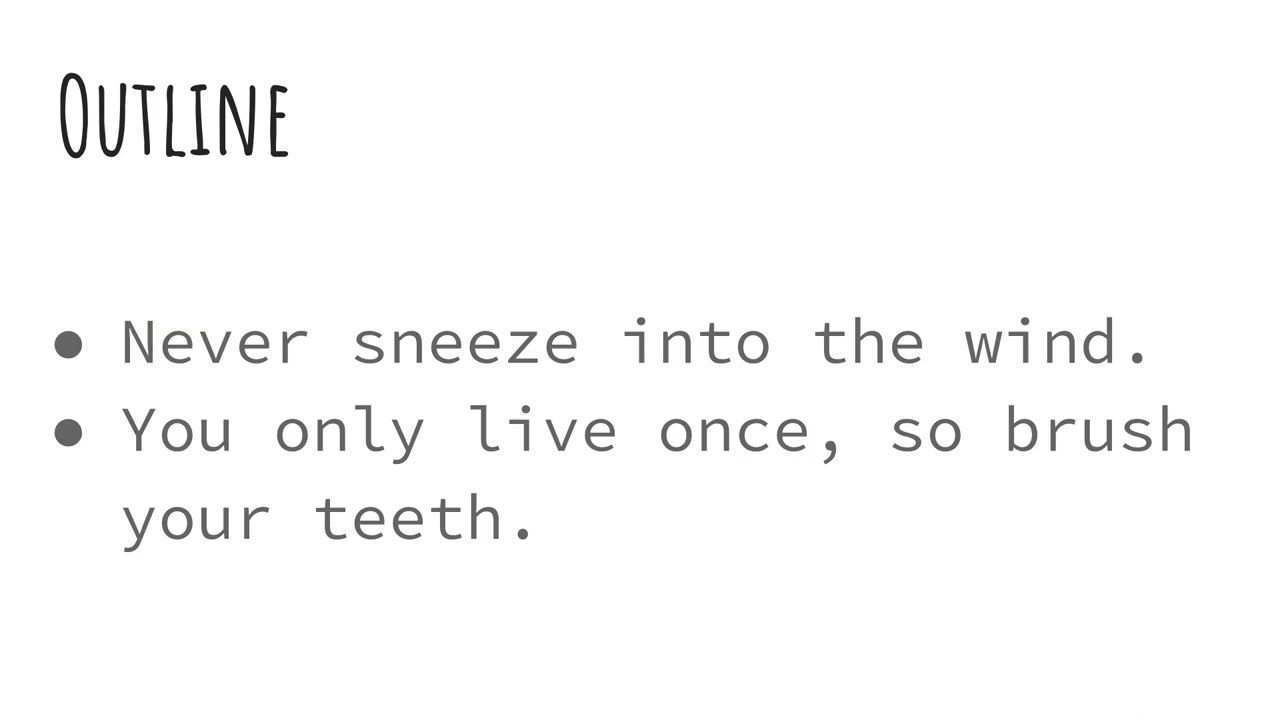 Outline
● Never sneeze into the wind.
● You only live once, so brush
your teeth.